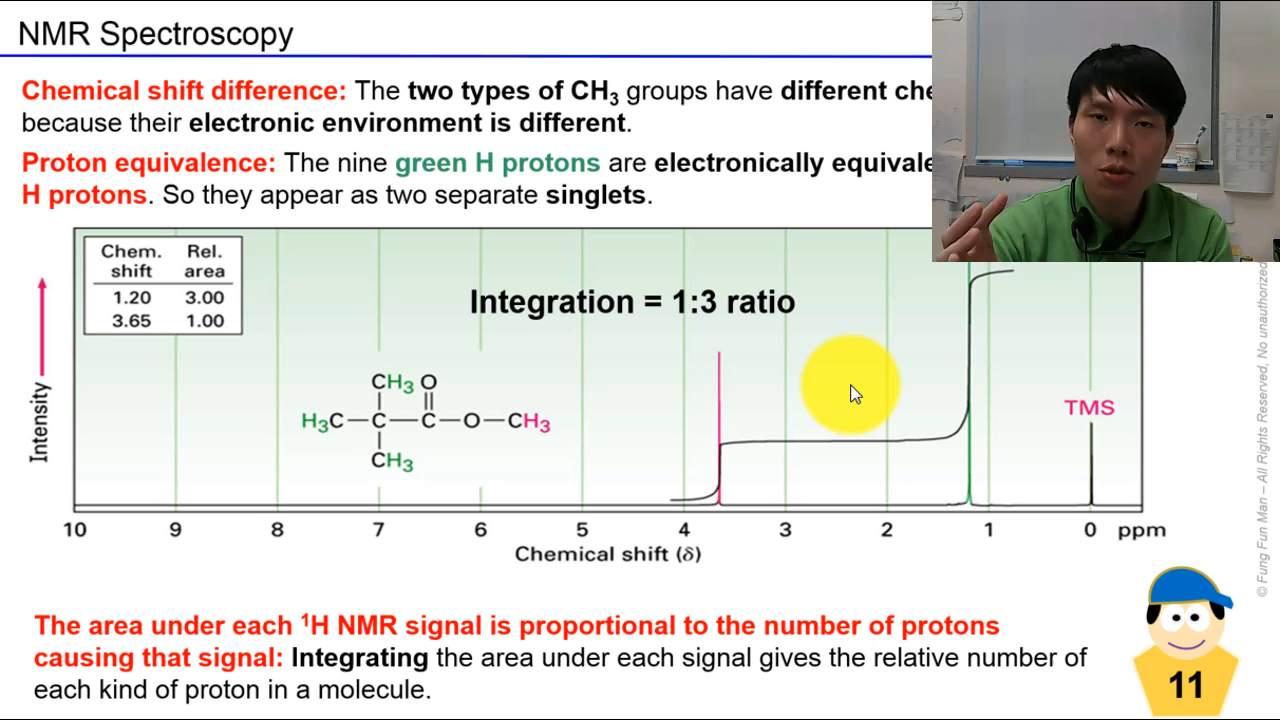 NMR Spectroscopy
Chemical shift difference: The two types of CH₃ groups have different
because their electronic environment is different.
Proton equivalence: The nine green H protons are electronically
H protons. So they appear as two separate singlets.
Chem. shift Rel. area
1.20 3.00
3.65 1.00
Integration = 1:3 ratio
Intensity
CH₃ O
H₃C—C—C—O—CH₃
CH₃
TMS
10 9 8 7 6 5 4 3 2 1 0 ppm
Chemical shift (δ)
The area under each ¹H NMR signal is proportional to the number of protons
causing that signal: Integrating the area under each signal gives the relative number of
each kind of proton in a molecule.
11
© Fung Fun Man – All Rights Reserved. No unauthorized